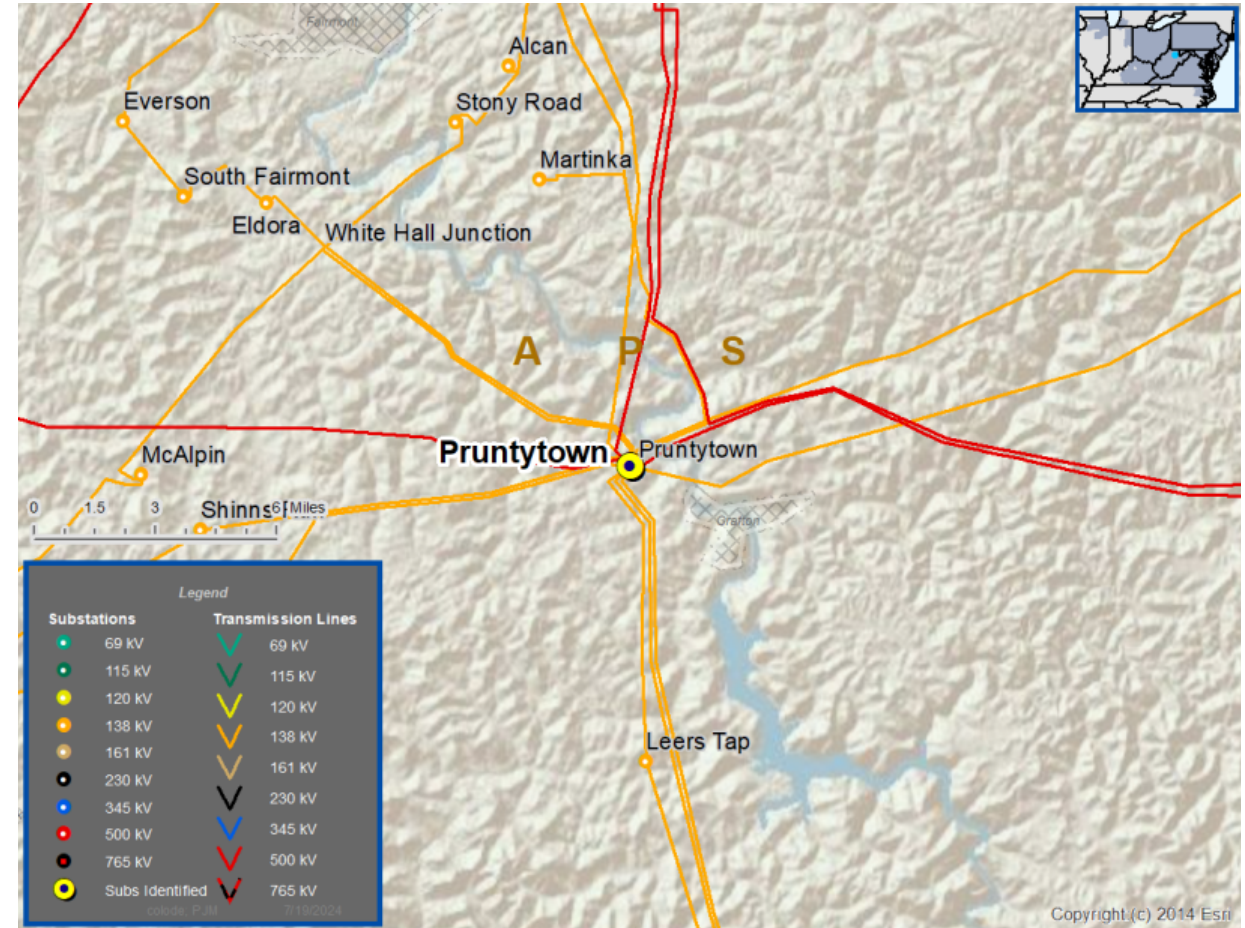 Fairmont
Alcan
Everson
Stony Road
Martinka
South Fairmont
Eldora
White Hall Junction
A P S
Pruntytown
Pruntytown
McAlpin
0 1.5 3 6 Miles
Shinns
Grafton
Leers Tap
Legend
Substations
69 kV
115 kV
120 kV
138 kV
161 kV
230 kV
345 kV
500 kV
765 kV
Subs Identified
Transmission Lines
69 kV
115 kV
120 kV
138 kV
161 kV
230 kV
345 kV
500 kV
765 kV
colode, PJM 7/19/2024
Copyright:(c) 2014 Esri